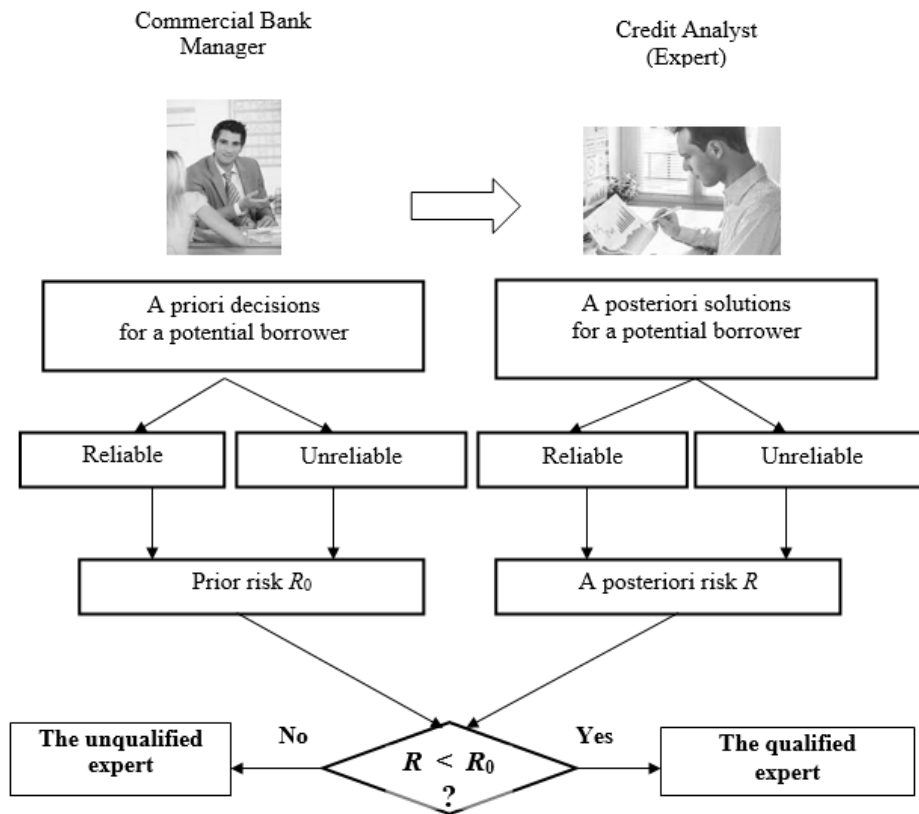 Commercial Bank
Manager
Credit Analyst
(Expert)
A priori decisions
for a potential borrower
A posteriori solutions
for a potential borrower
Reliable
Unreliable
Reliable
Unreliable
Prior risk R₀
A posteriori risk R
The unqualified
expert
No
R < R₀
?
Yes
The qualified
expert